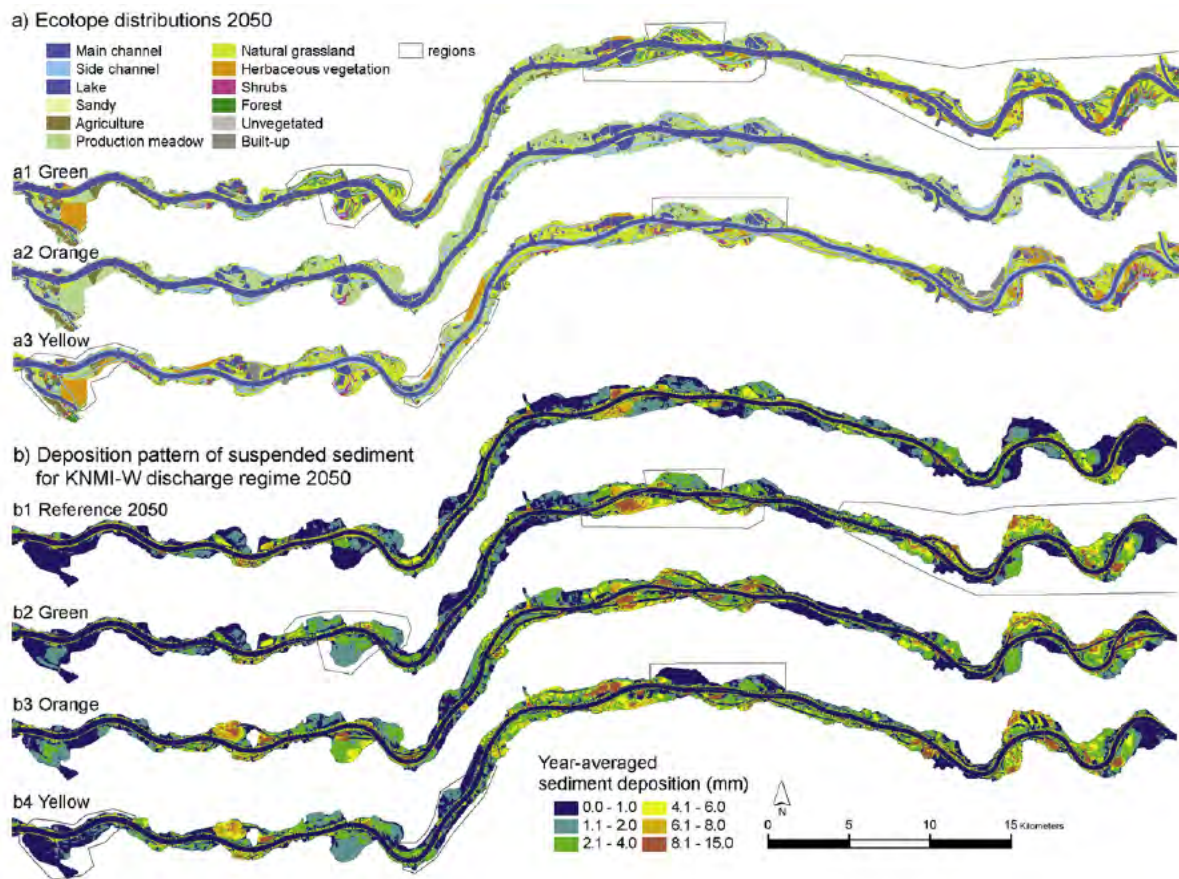 a) Ecotope distributions 2050
Main channel
Side channel
Lake
Sandy
Agriculture
Production meadow
Natural grassland
Herbaceous vegetation
Shrubs
Forest
Unvegetated
Built-up
regions
a1 Green
a2 Orange
a3 Yellow
b) Deposition pattern of suspended sediment
for KNMI-W discharge regime 2050
b1 Reference 2050
b2 Green
b3 Orange
b4 Yellow
Year-averaged
sediment deposition (mm)
0.0 - 1.0
1.1 - 2.0
2.1 - 4.0
4.1 - 6.0
6.1 - 8.0
8.1 - 15.0
N
0 5 10 15 Kilometers